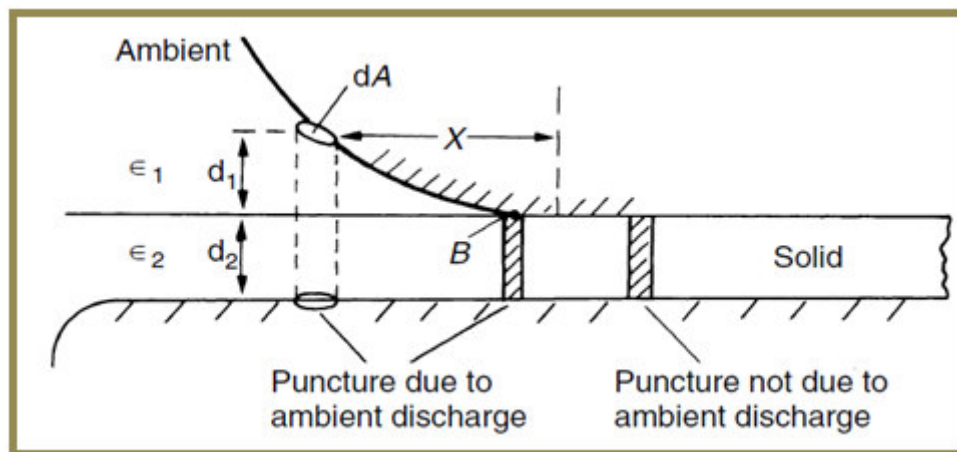 Ambient
dA
X
∈1 d1
∈2 d2
B
Solid
Puncture due to
ambient discharge
Puncture not due to
ambient discharge